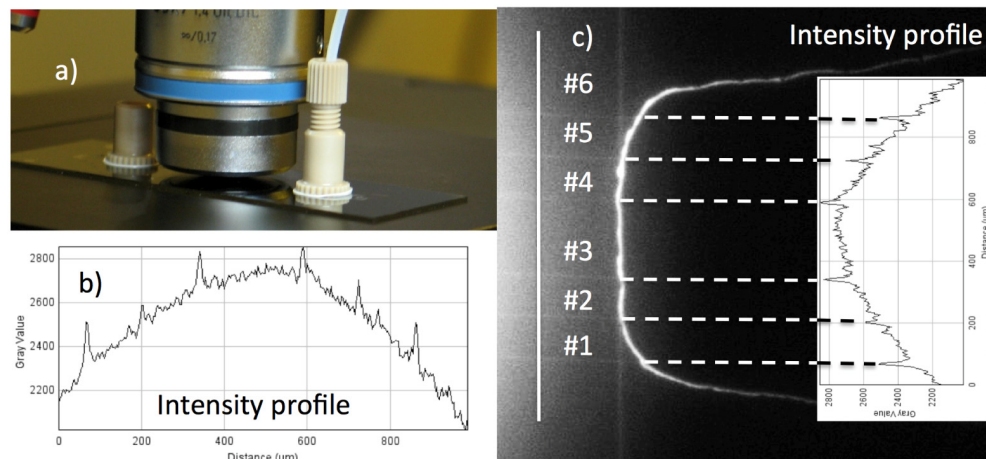 1,4 OIL DIC
∞/0.17
a)
2800
2600
2400
2200
Gray Value
b)
Intensity profile
0
200
400
600
800
Distance (µm)
c)
Intensity profile
#6
#5
#4
#3
#2
#1
800
600
400
200
0
Distance (µm)
2800
2600
2400
2200
Gray Value